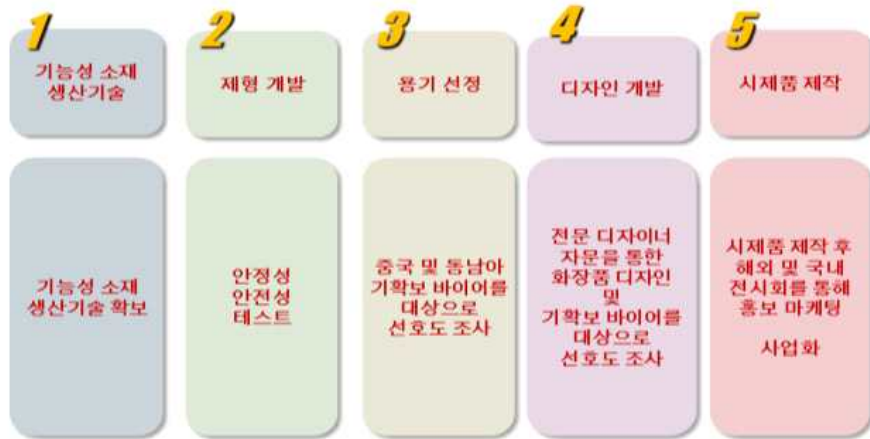 1
기능성 소재
생산기술
2
제형 개발
3
용기 선정
4
디자인 개발
5
시제품 제작
기능성 소재
생산기술 확보
안정성
안전성
테스트
중국 및 동남아
기확보 바이어를
대상으로
선호도 조사
전문 디자이너
자문을 통한
화장품 디자인
및
기확보 바이어를
대상으로
선호도 조사
시제품 제작 후
해외 및 국내
전시회를 통해
홍보 마케팅
사업화